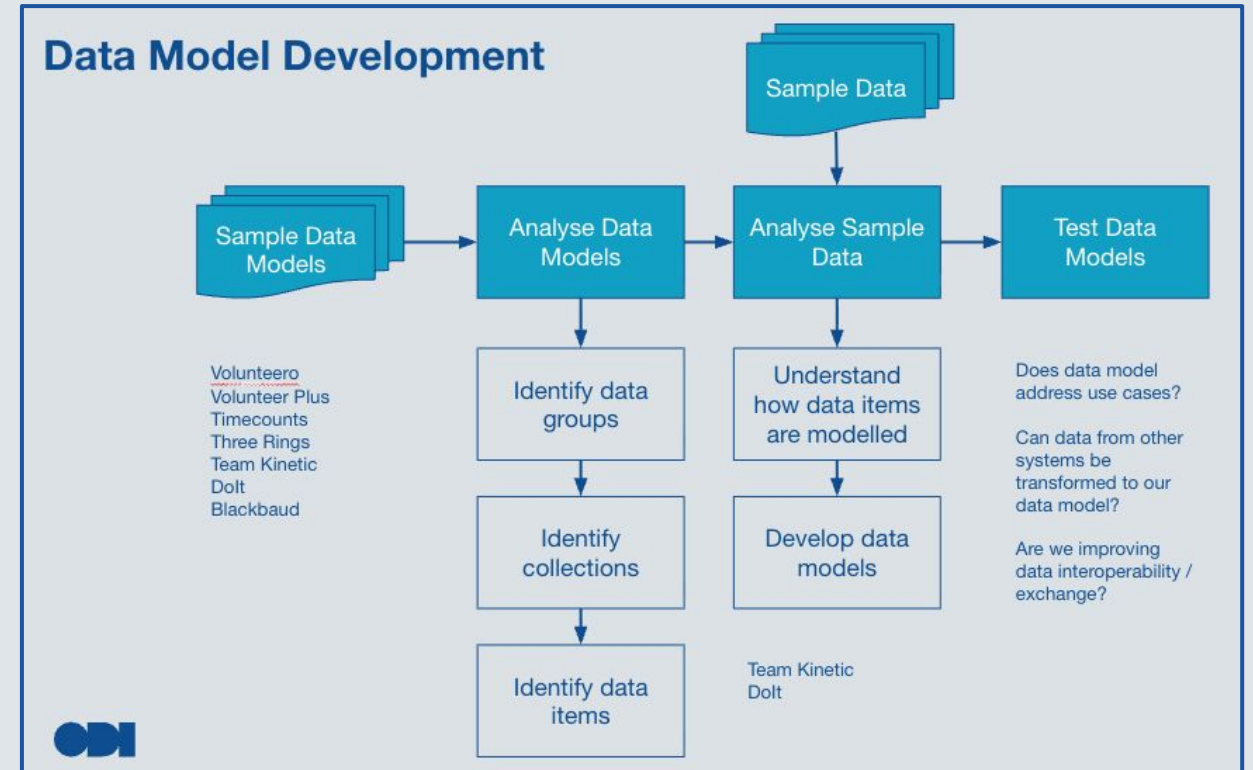 Data Model Development
Sample Data
Sample Data
Models
Analyse Data
Models
Analyse Sample
Data
Test Data
Models
Volunteero
Volunteer Plus
Timecounts
Three Rings
Team Kinetic
DoIt
Blackbaud
Identify data
groups
Identify
collections
Identify data
items
Understand
how data items
are modelled
Develop data
models
Team Kinetic
DoIt
Does data model
address use cases?
Can data from other
systems be
transformed to our
data model?
Are we improving
data interoperability /
exchange?
ODI